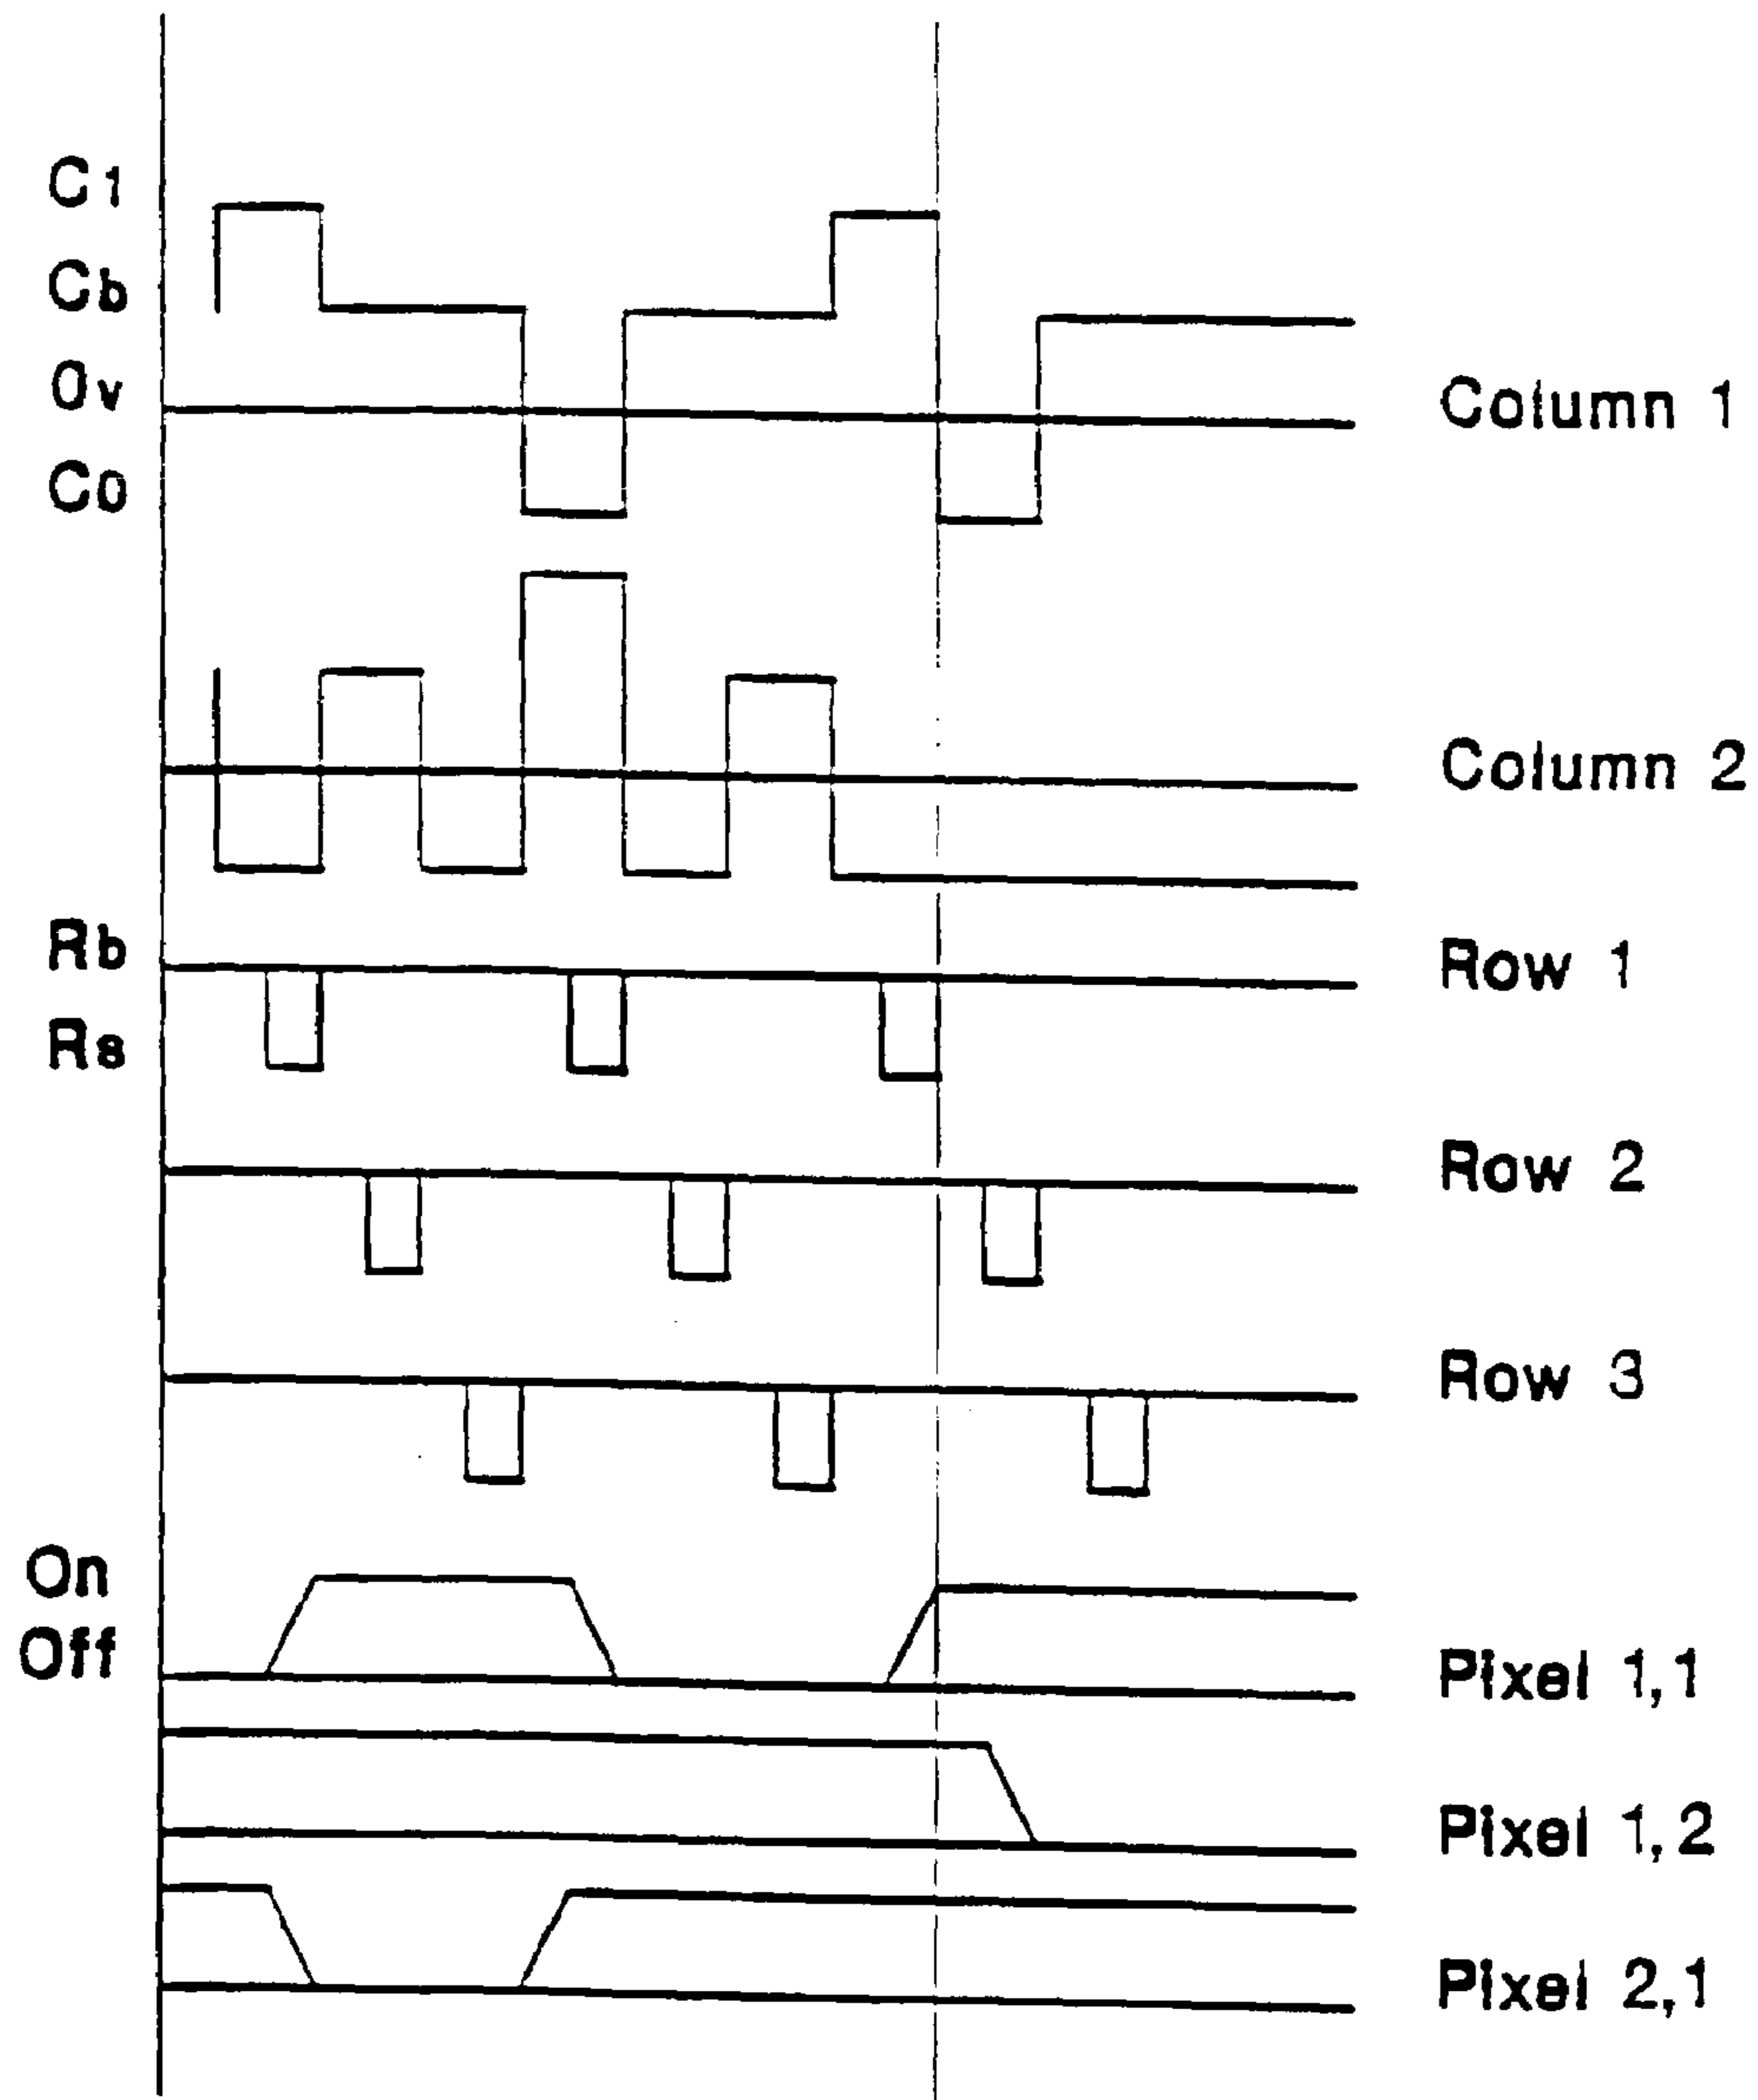 C1
Cb
0v
Column 1
C0
Column 2
Rb
Row 1
Rs
Row 2
Row 3
On
Off
Pixel 1,1
Pixel 1,2
Pixel 2,1